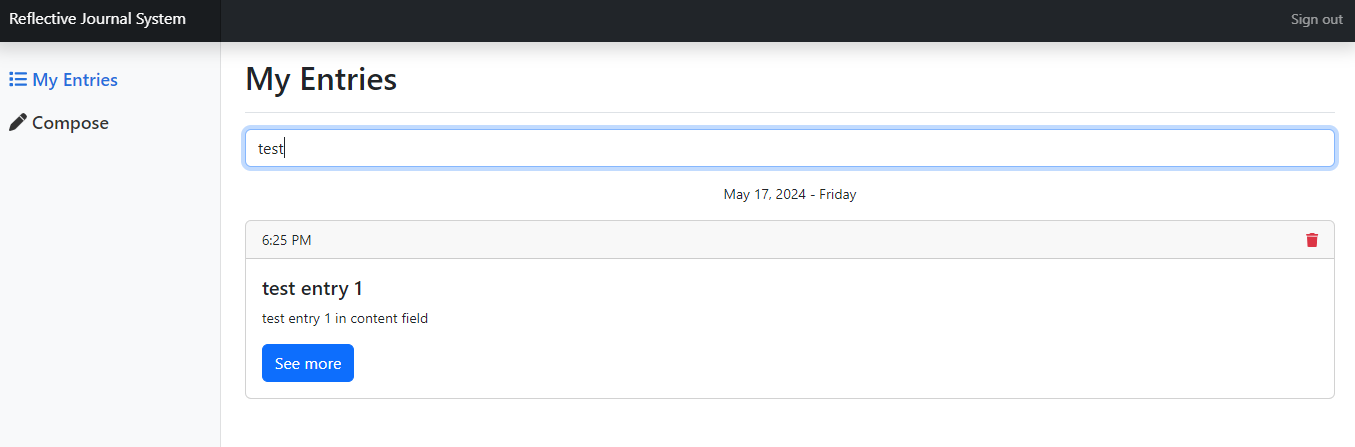 Reflective Journal System
Sign out
My Entries
Compose
My Entries
test
May 17, 2024 - Friday
6:25 PM
test entry 1
test entry 1 in content field
See more